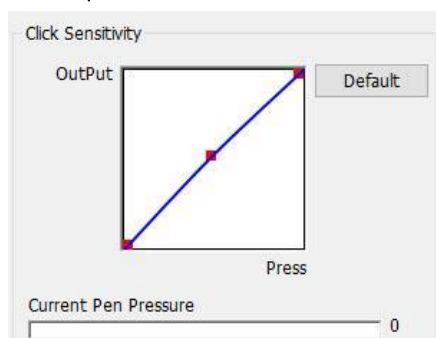 Click Sensitivity
OutPut
Default
Press
Current Pen Pressure
0